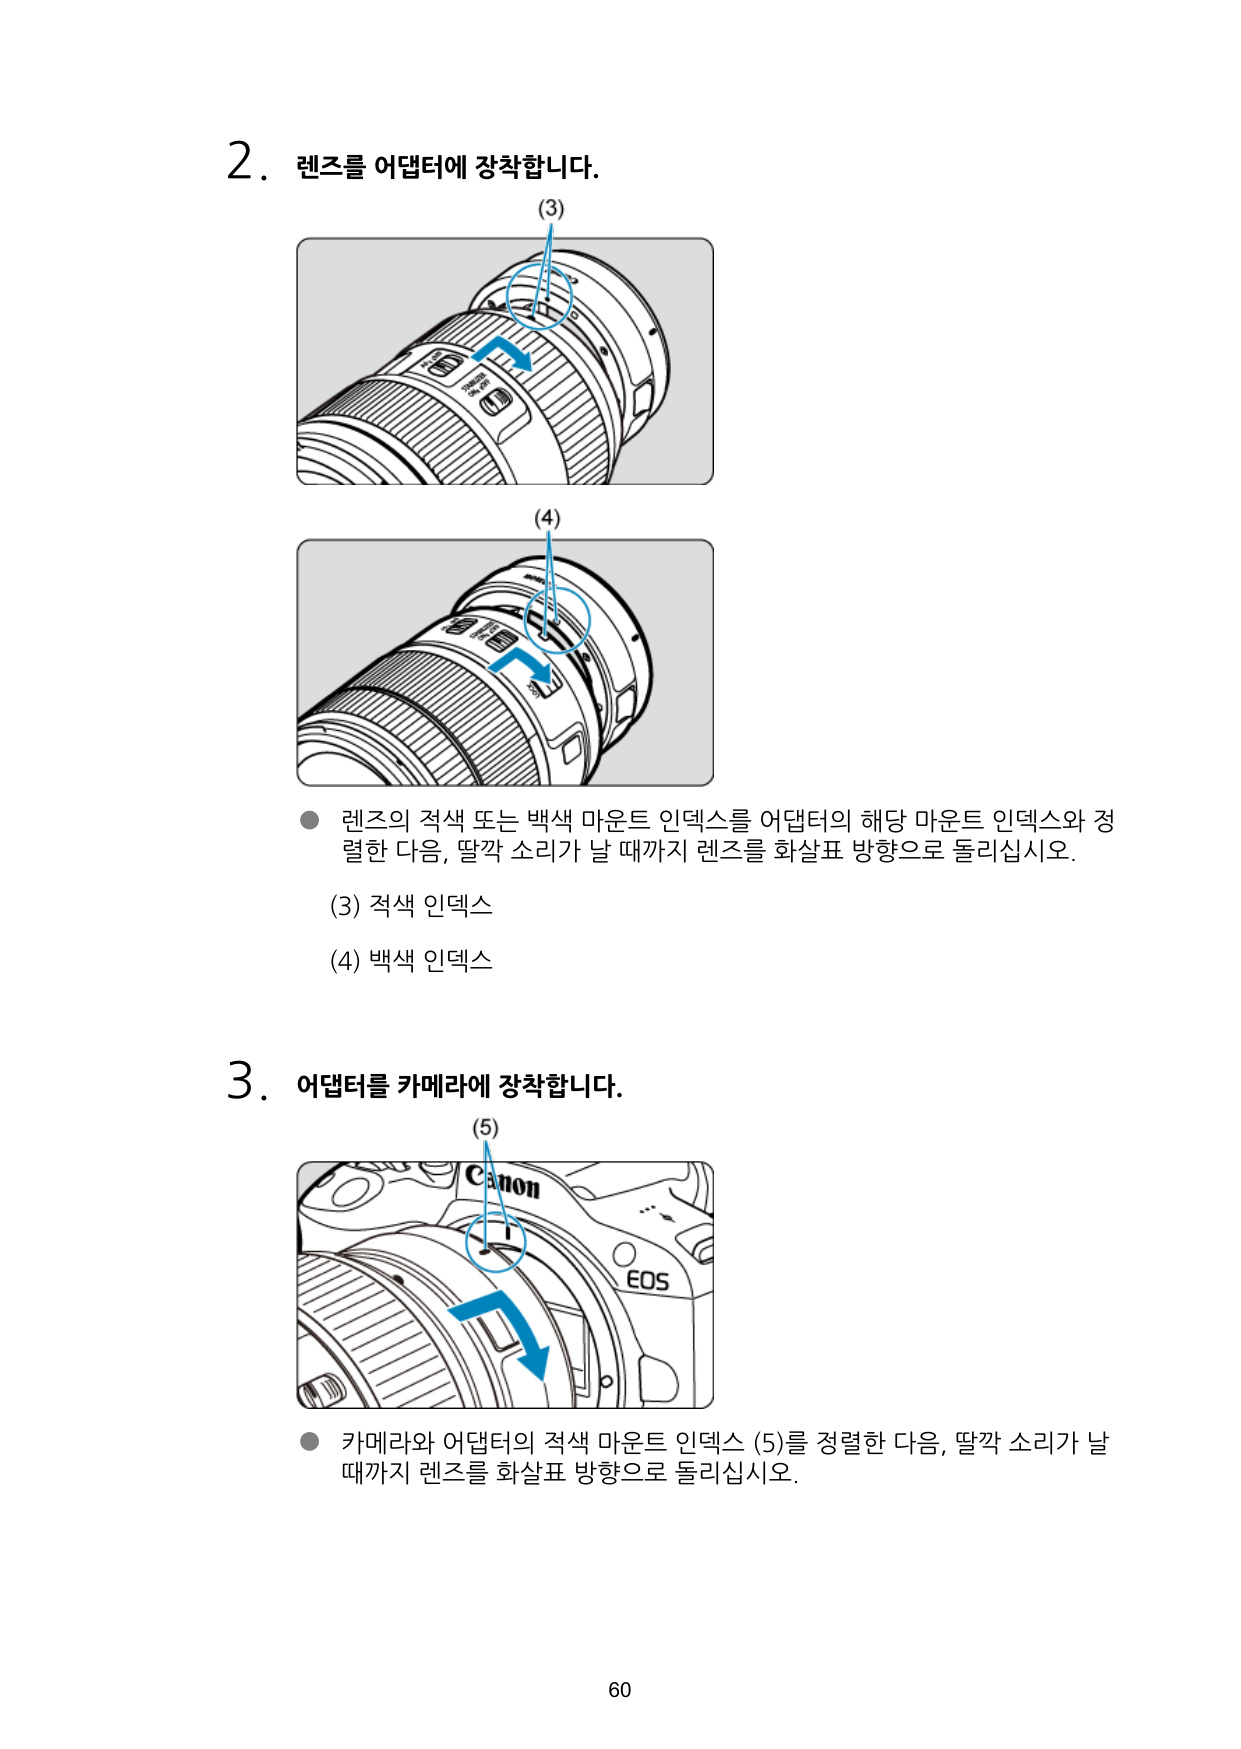 2. 렌즈를 어댑터에 장착합니다.
(3)
STABILIZER
(4)
● 렌즈의 적색 또는 백색 마운트 인덱스를 어댑터의 해당 마운트 인덱스와 정
렬한 다음, 딸깍 소리가 날 때까지 렌즈를 화살표 방향으로 돌리십시오.
(3) 적색 인덱스
(4) 백색 인덱스
3. 어댑터를 카메라에 장착합니다.
(5)
Canon
EOS
● 카메라와 어댑터의 적색 마운트 인덱스 (5)를 정렬한 다음, 딸깍 소리가 날
때까지 렌즈를 화살표 방향으로 돌리십시오.
60